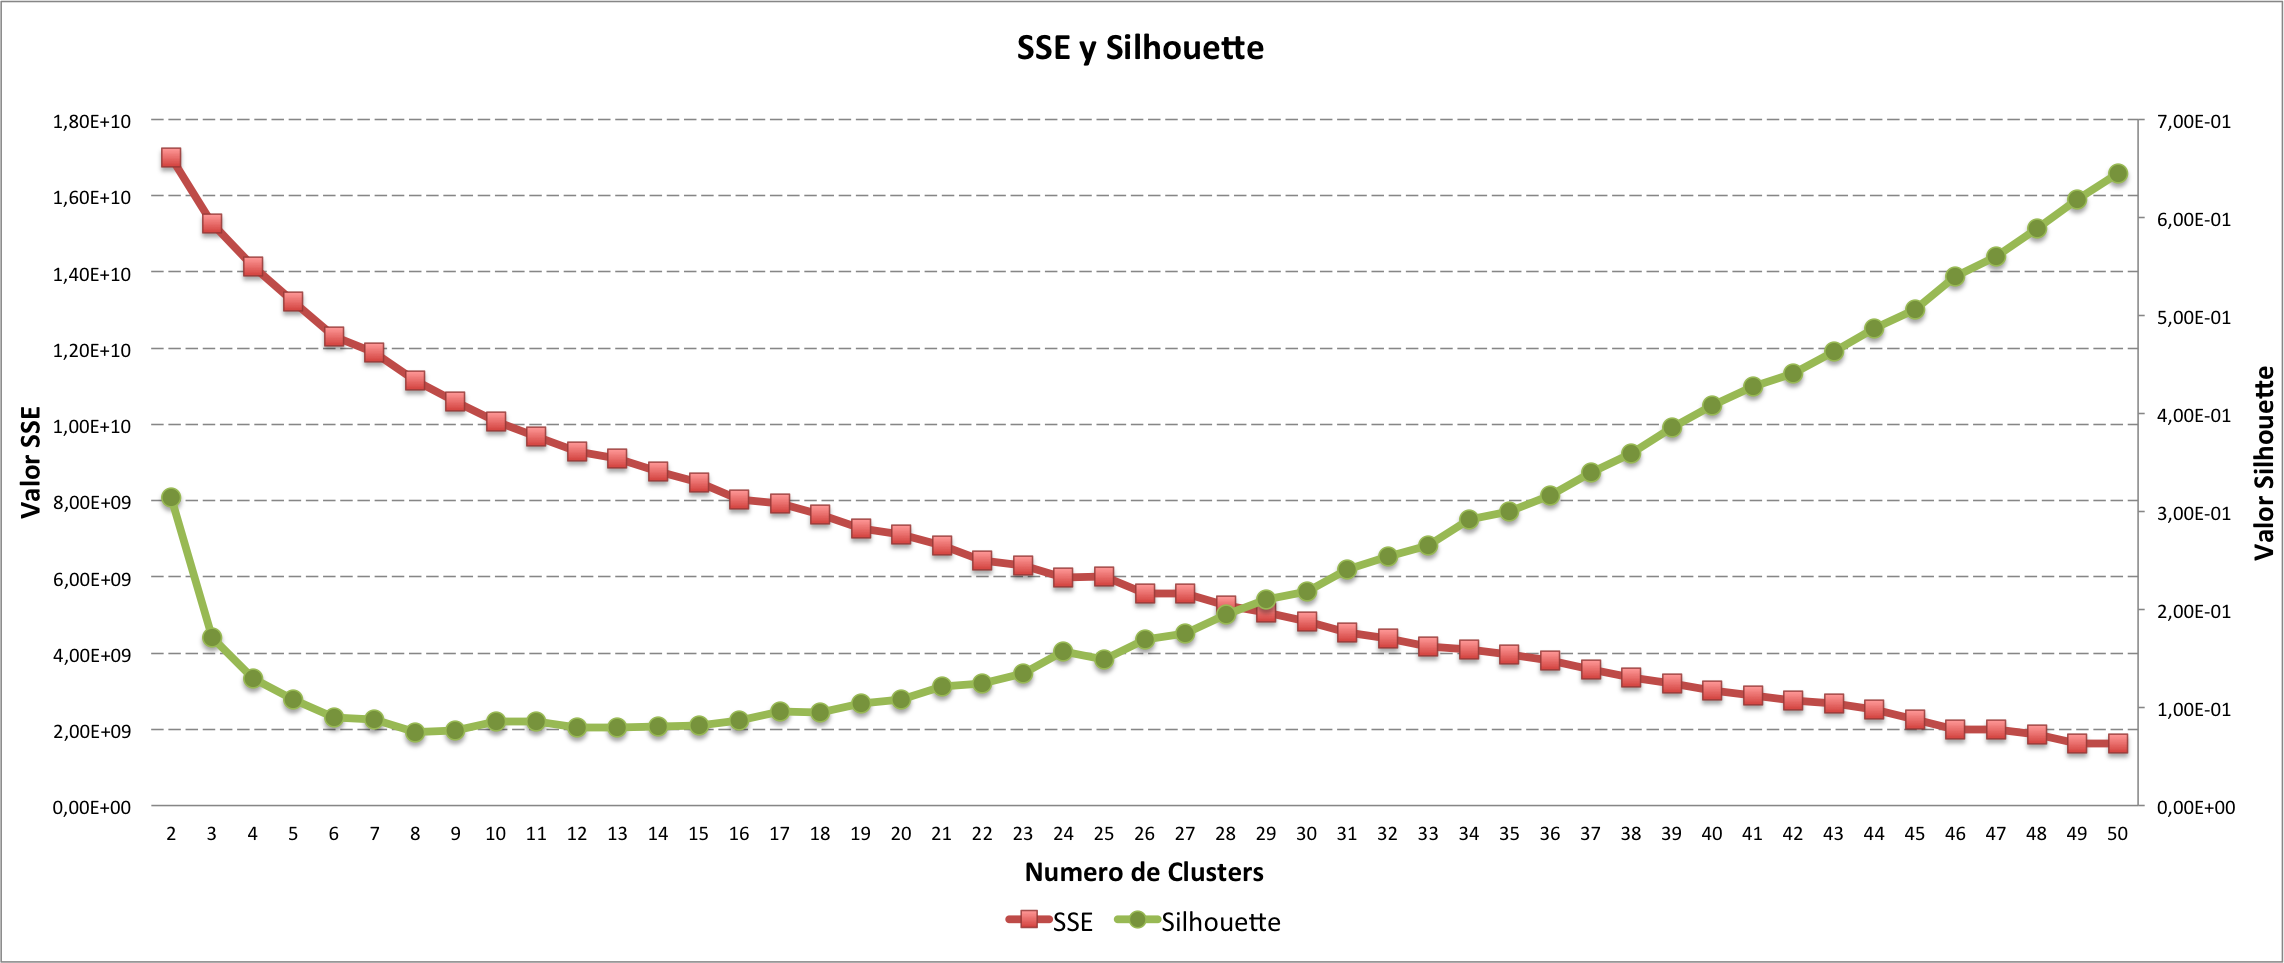 SSE y Silhouette
1,80E+10
1,60E+10
1,40E+10
1,20E+10
1,00E+10
8,00E+09
6,00E+09
4,00E+09
2,00E+09
0,00E+00
Valor SSE
7,00E-01
6,00E-01
5,00E-01
4,00E-01
3,00E-01
2,00E-01
1,00E-01
0,00E+00
Valor Silhouette
2 3 4 5 6 7 8 9 10 11 12 13 14 15 16 17 18 19 20 21 22 23 24 25 26 27 28 29 30 31 32 33 34 35 36 37 38 39 40 41 42 43 44 45 46 47 48 49 50
Numero de Clusters
SSE Silhouette